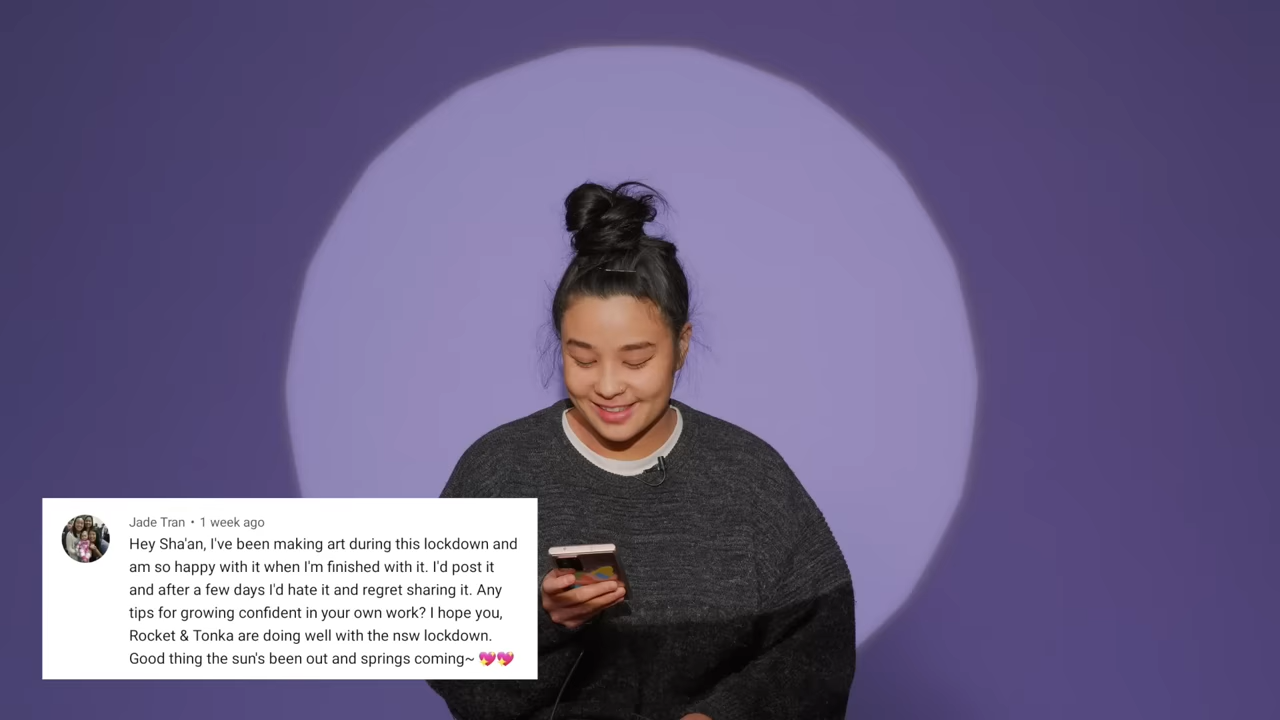 Jade Tran • 1 week ago
Hey Sha'an, I've been making art during this lockdown and
am so happy with it when I'm finished with it. I'd post it
and after a few days I'd hate it and regret sharing it. Any
tips for growing confident in your own work? I hope you,
Rocket & Tonka are doing well with the nsw lockdown.
Good thing the sun's been out and springs coming~ 💖💖